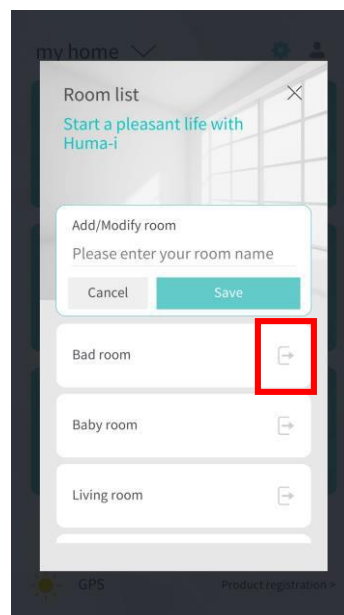 my home
Room list
Start a pleasant life with
Huma-i
Add/Modify room
Please enter your room name
Cancel
Save
Bad room
Baby room
Living room
GPS
Product registration >